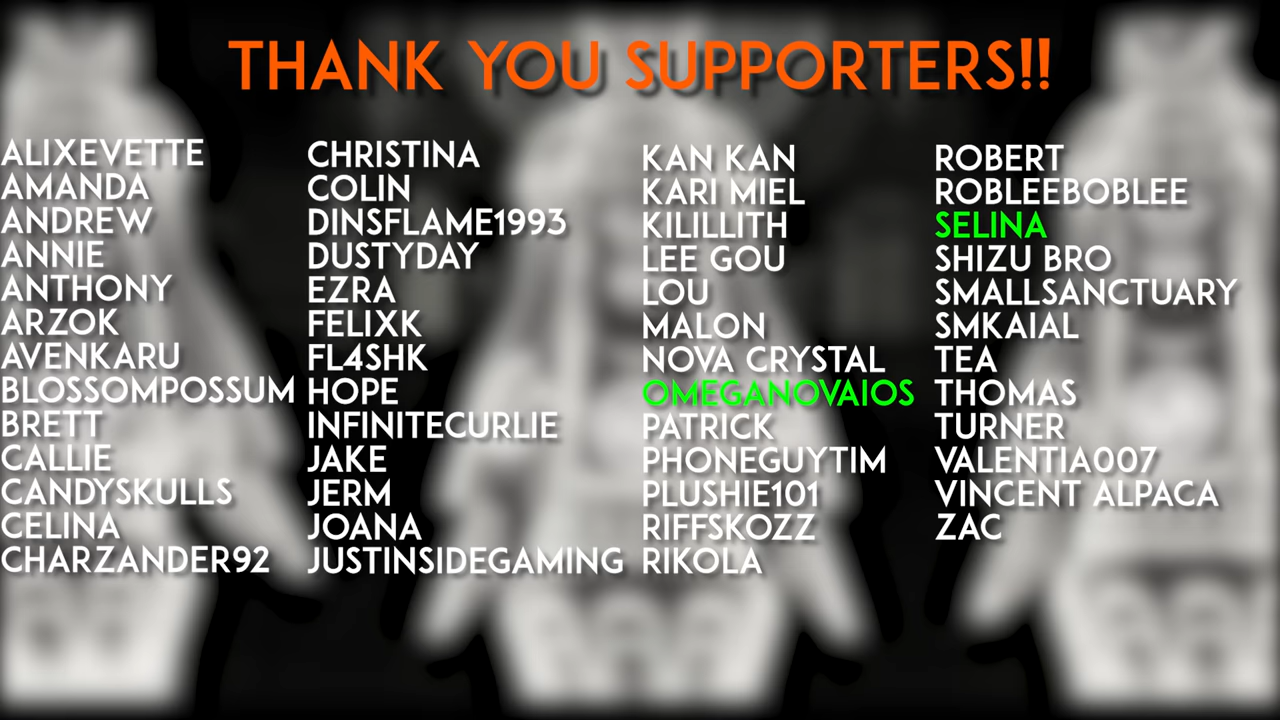 THANK YOU SUPPORTERS!!
ALIXEVETTE
AMANDA
ANDREW
ANNIE
ANTHONY
ARZOK
AVENKARU
BLOSSOMPOSSUM
BRETT
CALLIE
CANDYSKULLS
CELINA
CHARZANDER92
CHRISTINA
COLIN
DINSFLAME1993
DUSTYDAY
EZRA
FELIXK
FL4SHK
HOPE
INFINITECURLIE
JAKE
JERM
JOANA
JUSTINSIDEGAMING
KAN KAN
KARI MIEL
KILILLITH
LEE GOU
LOU
MALON
NOVA CRYSTAL
OMEGANOVAIOS
PATRICK
PHONEGUYTIM
PLUSHIE101
RIFFSKOZZ
RIKOLA
ROBERT
ROBLEEBOBLEE
SELINA
SHIZU BRO
SMALLSANCTUARY
SMKAIAL
TEA
THOMAS
TURNER
VALENTIA007
VINCENT ALPACA
ZAC